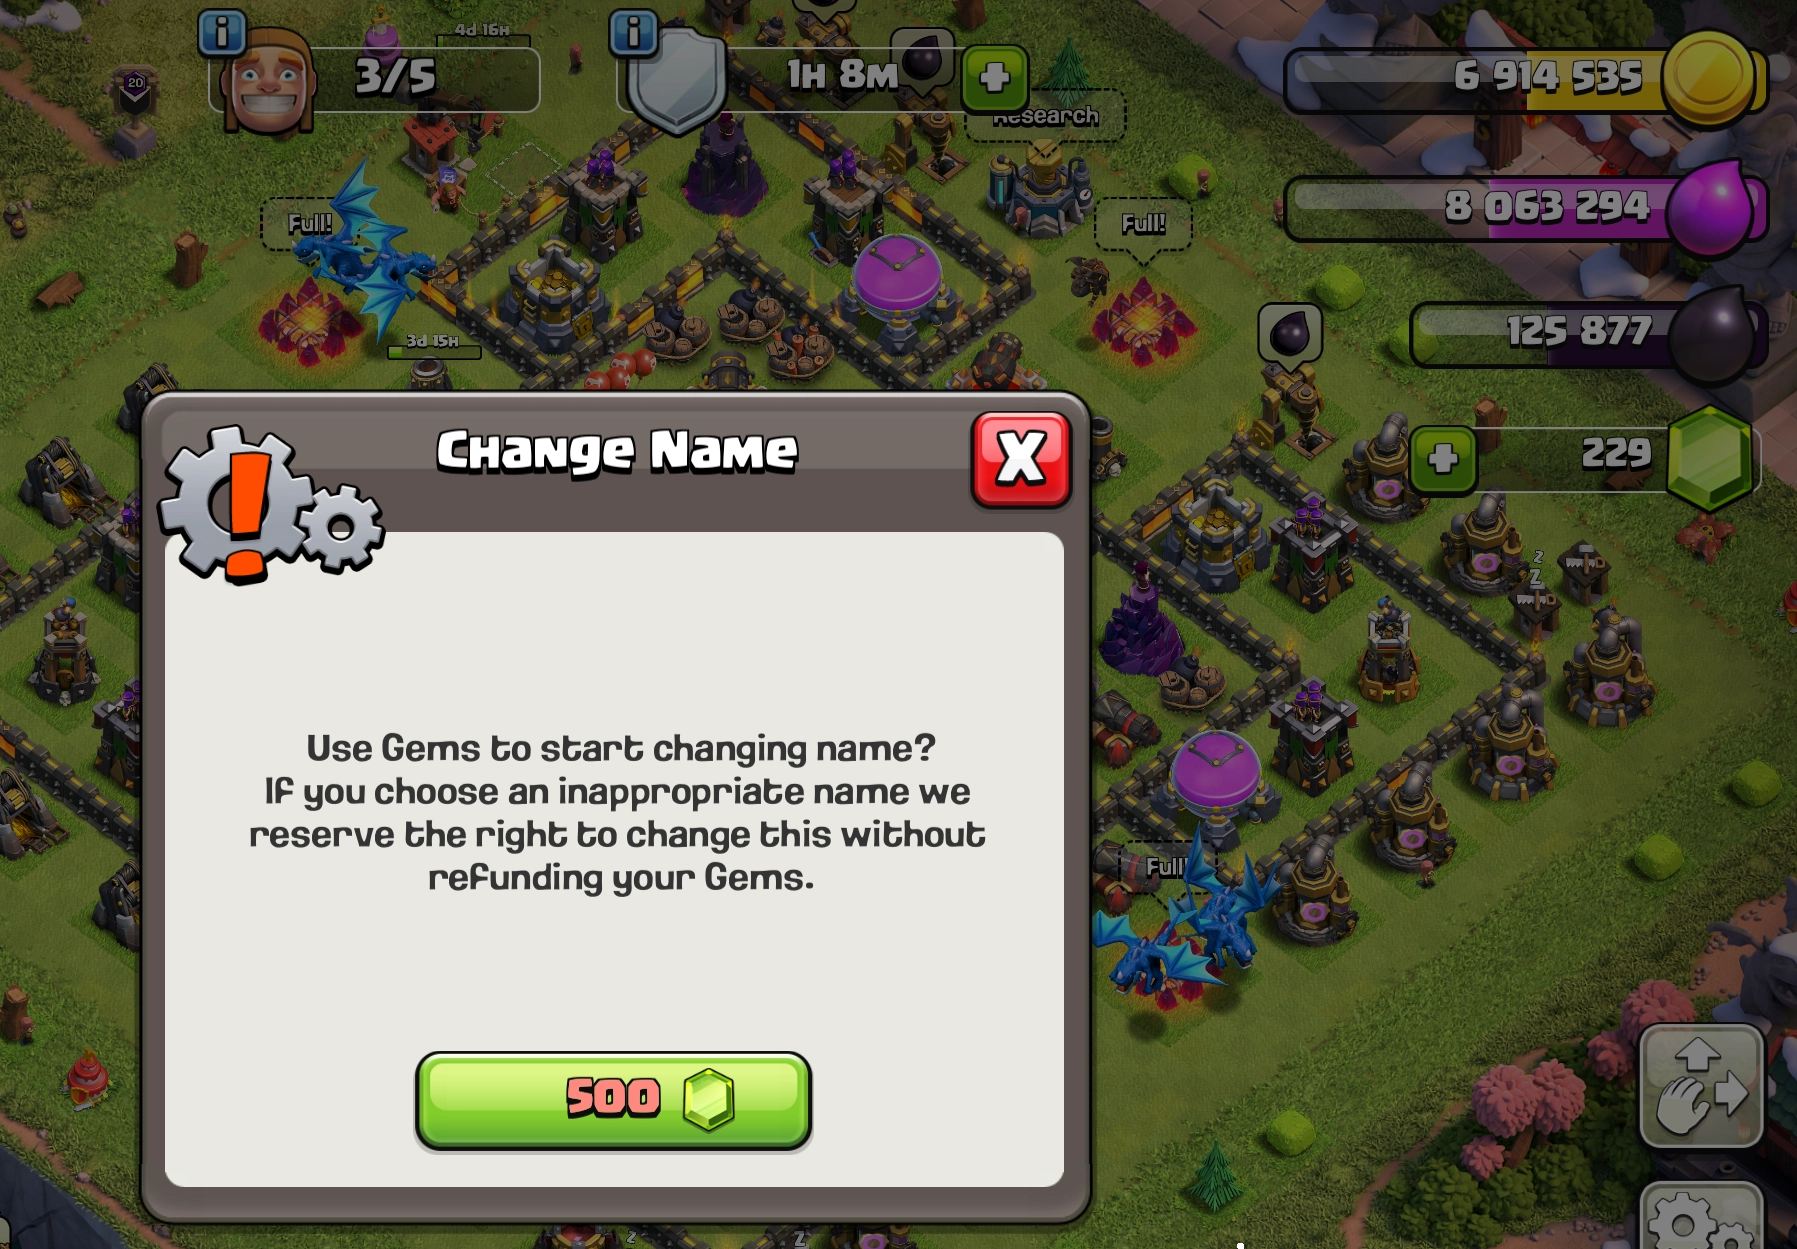 4d 16h
3/5
1h 8m
6 914 535
20
Research
8 063 294
Full!
Full!
125 877
3d 15h
Change Name
229
z
z
Use Gems to start changing name?
If you choose an inappropriate name we
reserve the right to change this without
refunding your Gems.
Full!
500
z
z